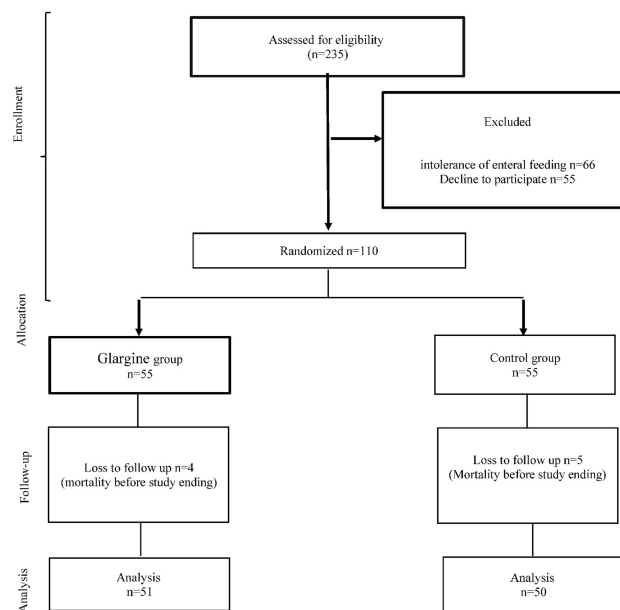 Assessed for eligibility
(n=235)
Enrollment
Excluded
intolerance of enteral feeding n=66
Decline to participate n=55
Randomized n=110
Allocation
Glargine group
n=55
Control group
n=55
Follow-up
Loss to follow up n=4
(mortality before study ending)
Loss to follow up n=5
(Mortality before study ending)
Analysis
Analysis
n=51
Analysis
n=50